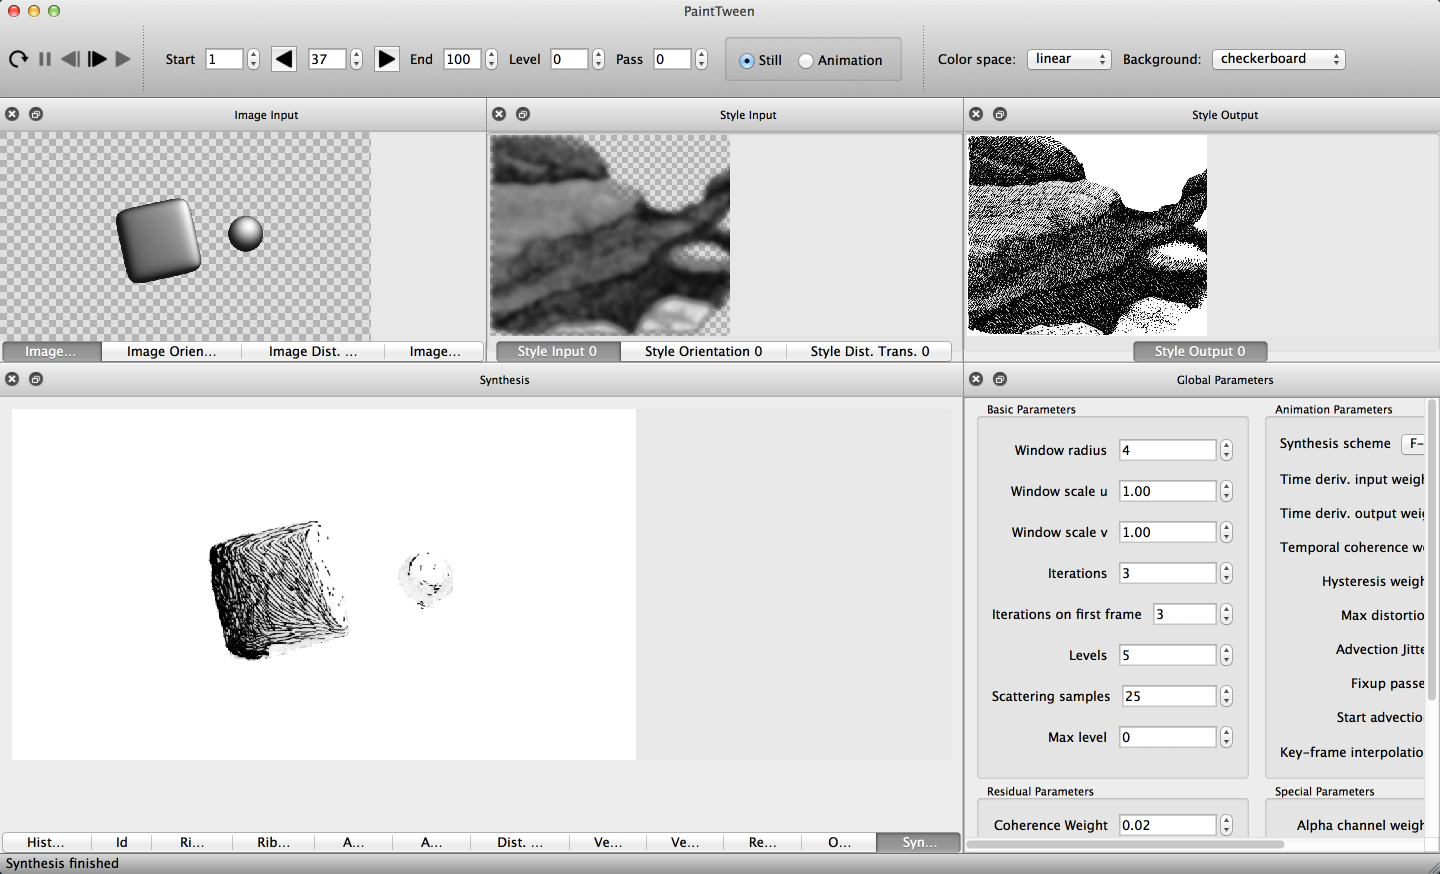 PaintTween
Start 1 37 End 100 Level 0 Pass 0 Still Animation Color space: linear Background: checkerboard
Image Input Style Input Style Output
Image... Image Orien... Image Dist. ... Image... Style Input 0 Style Orientation 0 Style Dist. Trans. 0 Style Output 0
Synthesis Global Parameters
Basic Parameters Animation Parameters
Window radius 4 Synthesis scheme F-
Window scale u 1.00 Time deriv. input weigh
Window scale v 1.00 Time deriv. output wei
Iterations 3 Temporal coherence w
Iterations on first frame 3 Hysteresis weigh
Levels 5 Max distortio
Scattering samples 25 Advection Jitte
Max level 0 Fixup passe
Start advectio
Key-frame interpolatio
Residual Parameters Special Parameters
Coherence Weight 0.02 Alpha channel weigh
Hist... Id Ri... Rib... A... A... Dist. ... Ve... Ve... Re... O... Syn...
Synthesis finished